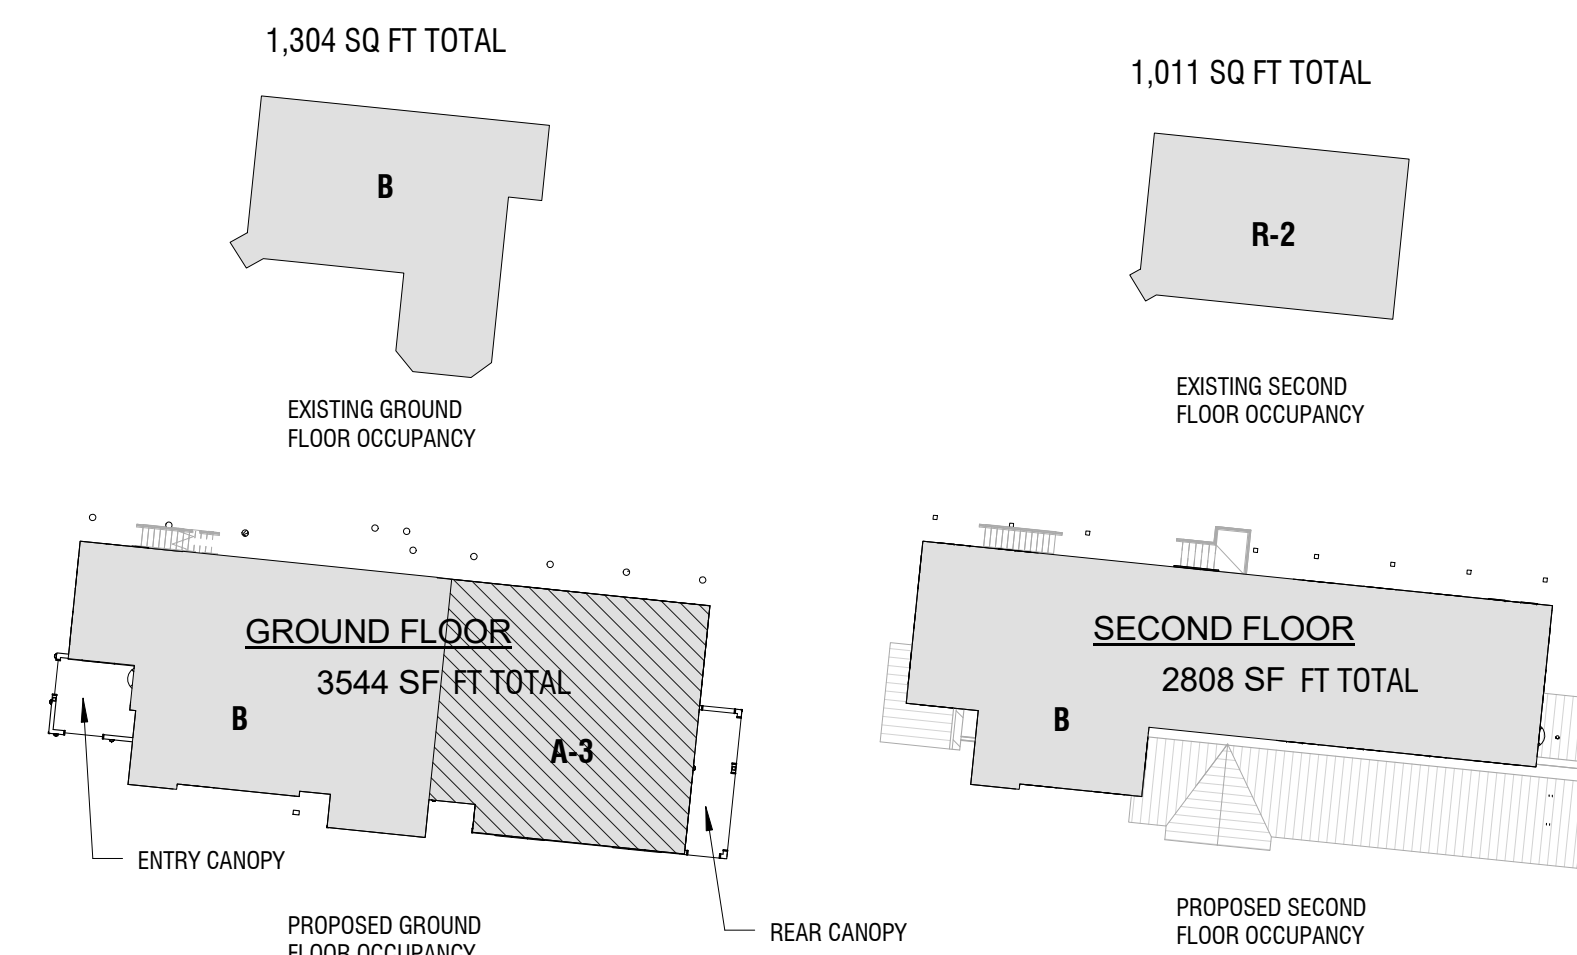 1,304 SQ FT TOTAL
1,011 SQ FT TOTAL
B
R-2
EXISTING GROUND
FLOOR OCCUPANCY
EXISTING SECOND
FLOOR OCCUPANCY
GROUND FLOOR
3544 SF FT TOTAL
B
A-3
ENTRY CANOPY
REAR CANOPY
PROPOSED GROUND
FLOOR OCCUPANCY
SECOND FLOOR
2808 SF FT TOTAL
B
PROPOSED SECOND
FLOOR OCCUPANCY